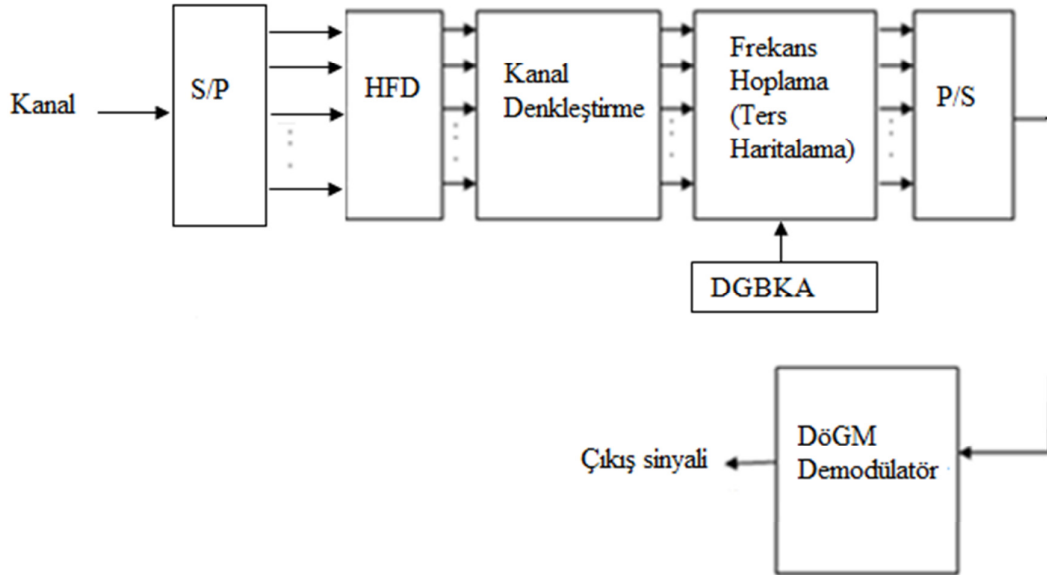 Kanal
S/P
HFD
Kanal
Denkleştirme
Frekans
Hoplama
(Ters
Haritalama)
P/S
DGBKA
DöGM
Demodülatör
Çıkış sinyali